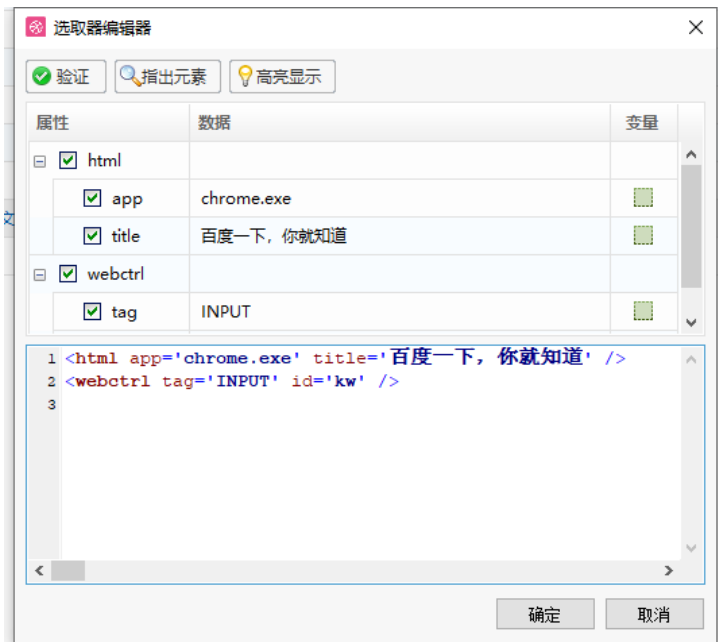 选取器编辑器
验证 指出元素 高亮显示
属性 数据 变量
html
app chrome.exe
title 百度一下，你就知道
webctrl
tag INPUT
文
1 <html app='chrome.exe' title='百度一下，你就知道' />
2 <webctrl tag='INPUT' id='kw' />
3
确定 取消